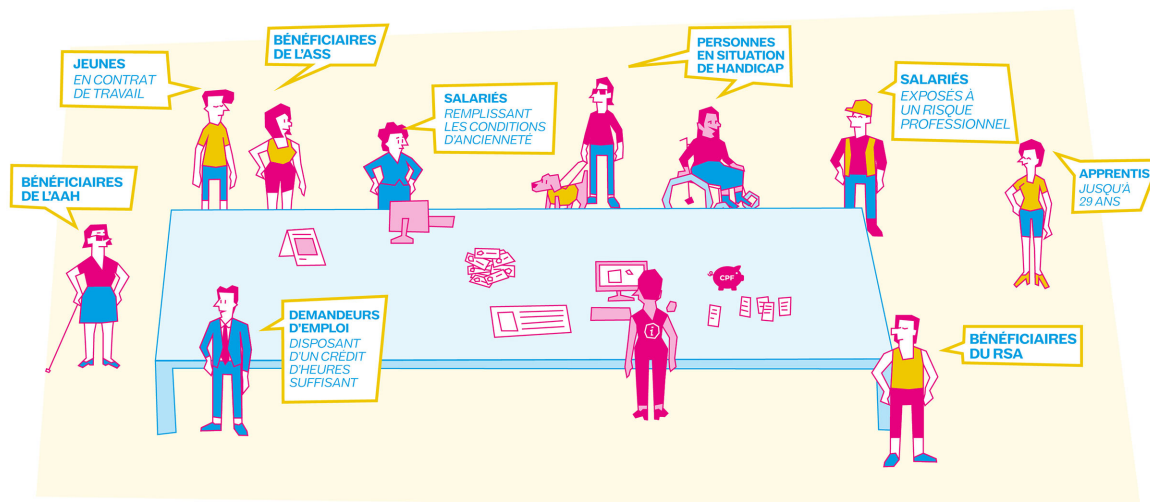 JEUNES
EN CONTRAT
DE TRAVAIL
BÉNÉFICIAIRES
DE L'ASS
SALARIÉS
REMPLISSANT
LES CONDITIONS
D'ANCIENNETÉ
PERSONNES
EN SITUATION
DE HANDICAP
SALARIÉS
EXPOSÉS À
UN RISQUE
PROFESSIONNEL
APPRENTIS
JUSQU'À
29 ANS
BÉNÉFICIAIRES
DE L'AAH
CPF
i
DEMANDEURS
D'EMPLOI
DISPOSANT
D'UN CRÉDIT
D'HEURES
SUFFISANT
BÉNÉFICIAIRES
DU RSA